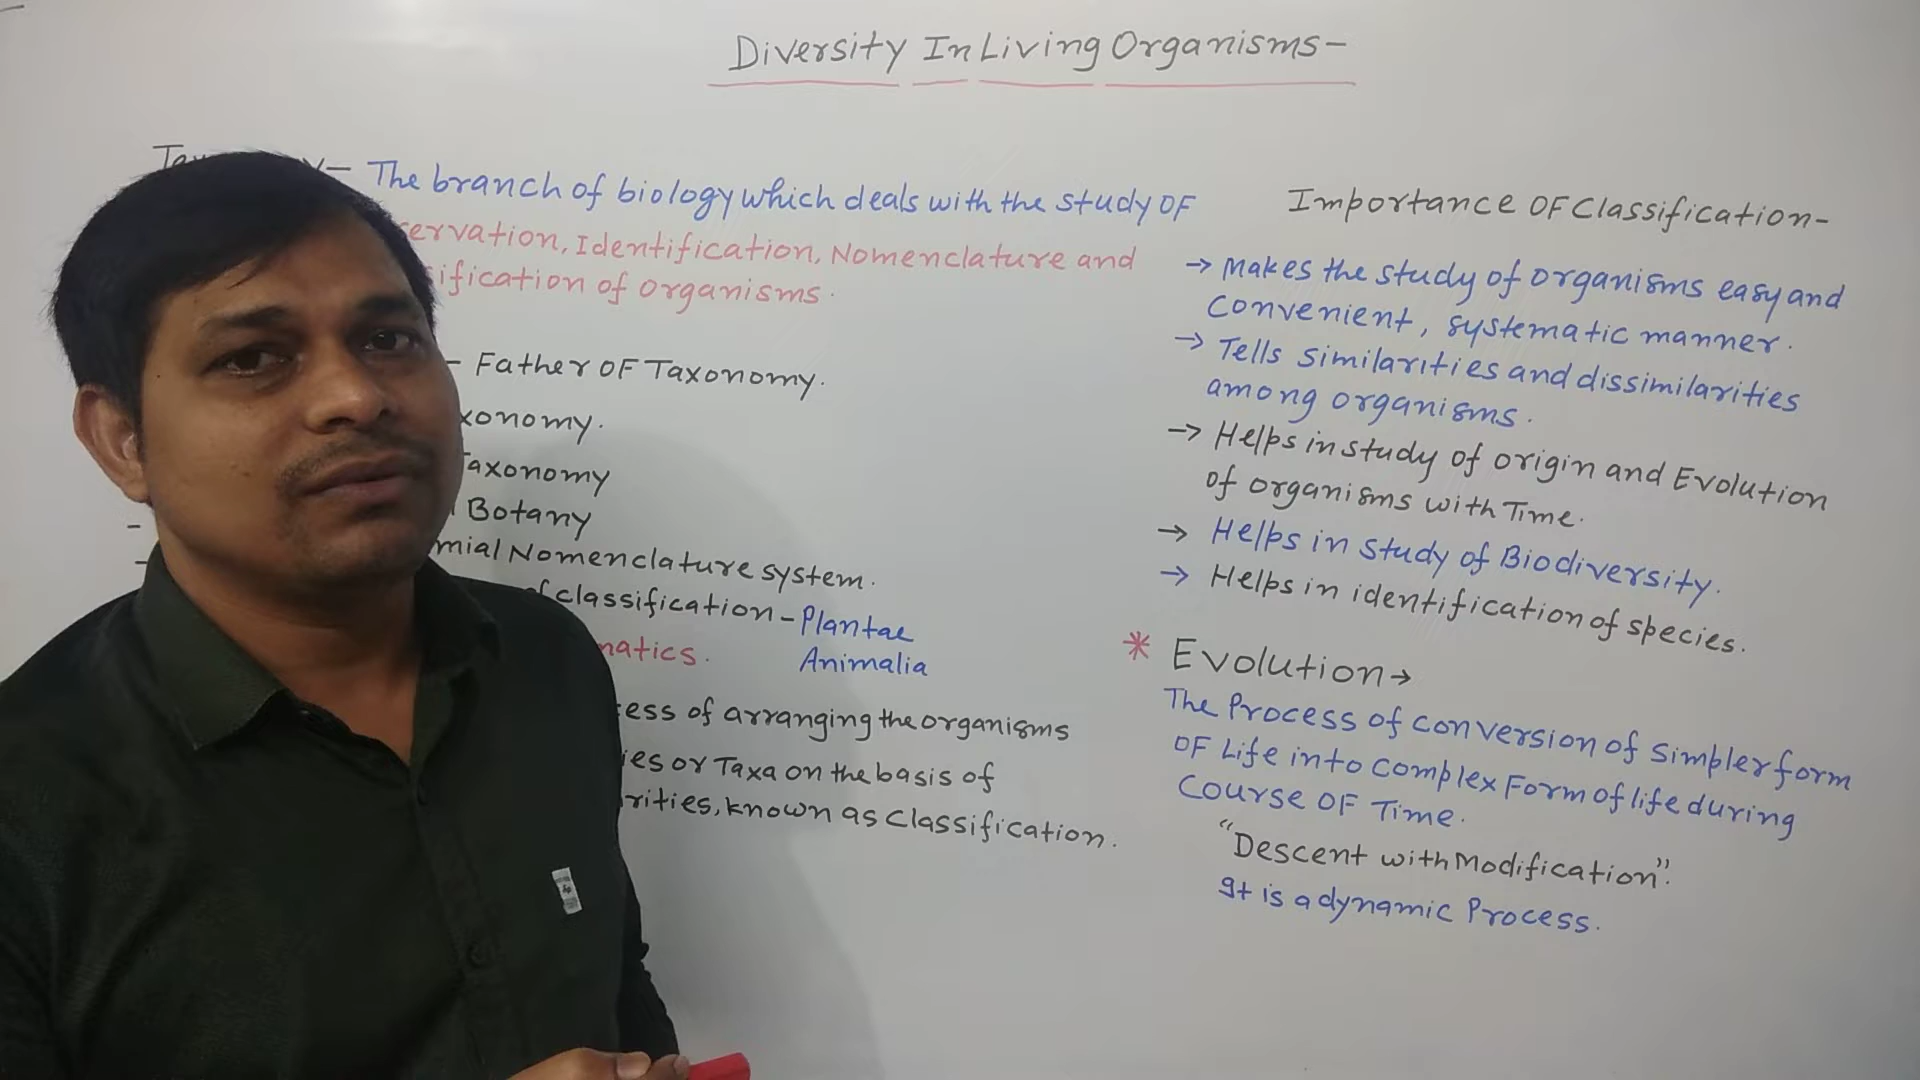 Diversity In Living Organisms-
The branch of biology which deals with the study OF
ervation, Identification, Nomenclature and
ification of organisms.
- Father OF Taxonomy.
xonomy.
Taxonomy
Botany
mial Nomenclature system.
of classification - Plantae
Animalia
matics.
cess of arranging the organisms
ies or Taxa on the basis of
rities, known as Classification.
Importance OF Classification-
→ Makes the study of organisms easy and
convenient, systematic manner.
→ Tells similarities and dissimilarities
among organisms.
→ Helps in study of origin and Evolution
of organisms with Time.
→ Helps in study of Biodiversity.
→ Helps in identification of species.
* Evolution→
The Process of conversion of Simpler form
OF Life into complex Form of life during
Course OF Time.
"Descent with Modification".
It is a dynamic Process.